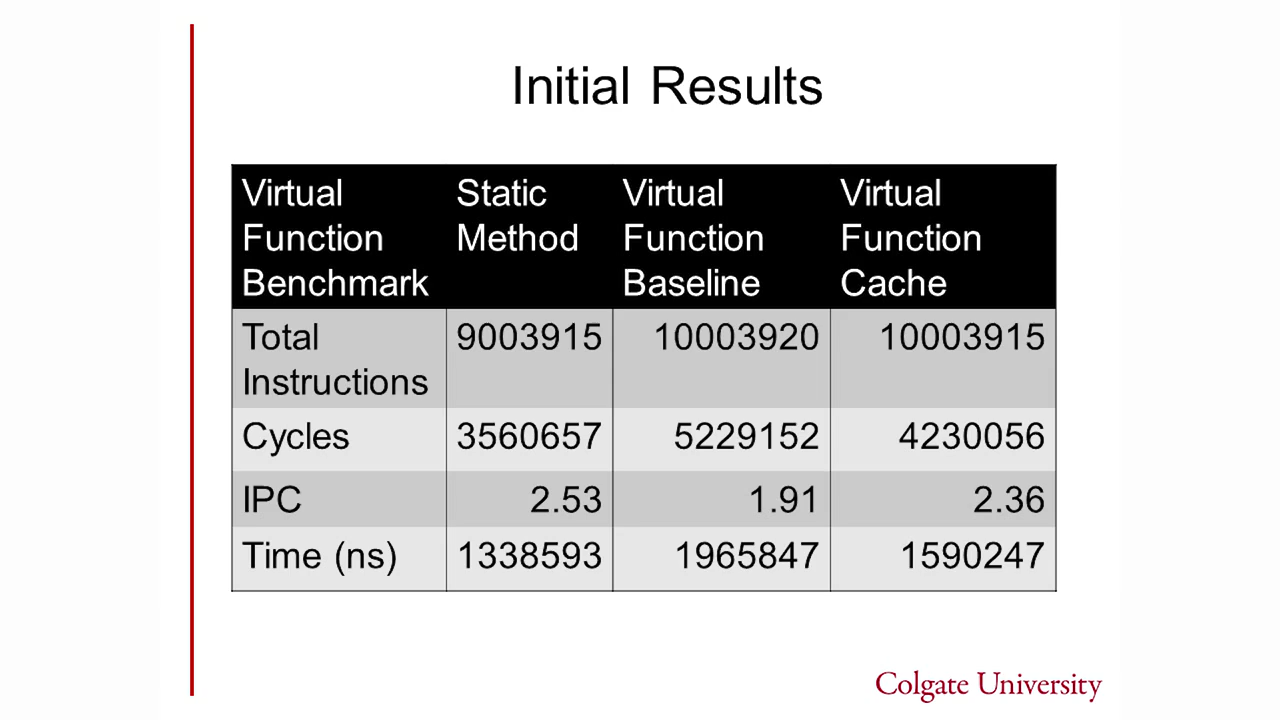 Initial Results
Virtual Function Benchmark Static Method Virtual Function Baseline Virtual Function Cache
Total Instructions 9003915 10003920 10003915
Cycles 3560657 5229152 4230056
IPC 2.53 1.91 2.36
Time (ns) 1338593 1965847 1590247
Colgate University